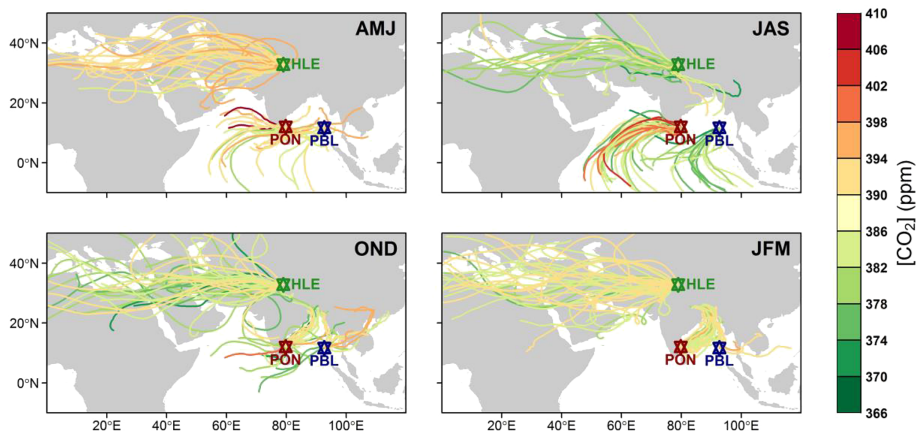 AMJ
JAS
40°N
20°N
0°N
HLE
PON
PBL
HLE
PON
PBL
OND
JFM
40°N
20°N
0°N
HLE
PON
PBL
HLE
PON
PBL
20°E 40°E 60°E 80°E 100°E
20°E 40°E 60°E 80°E 100°E
410
406
402
398
394
390
386
382
378
374
370
366
[CO₂] (ppm)